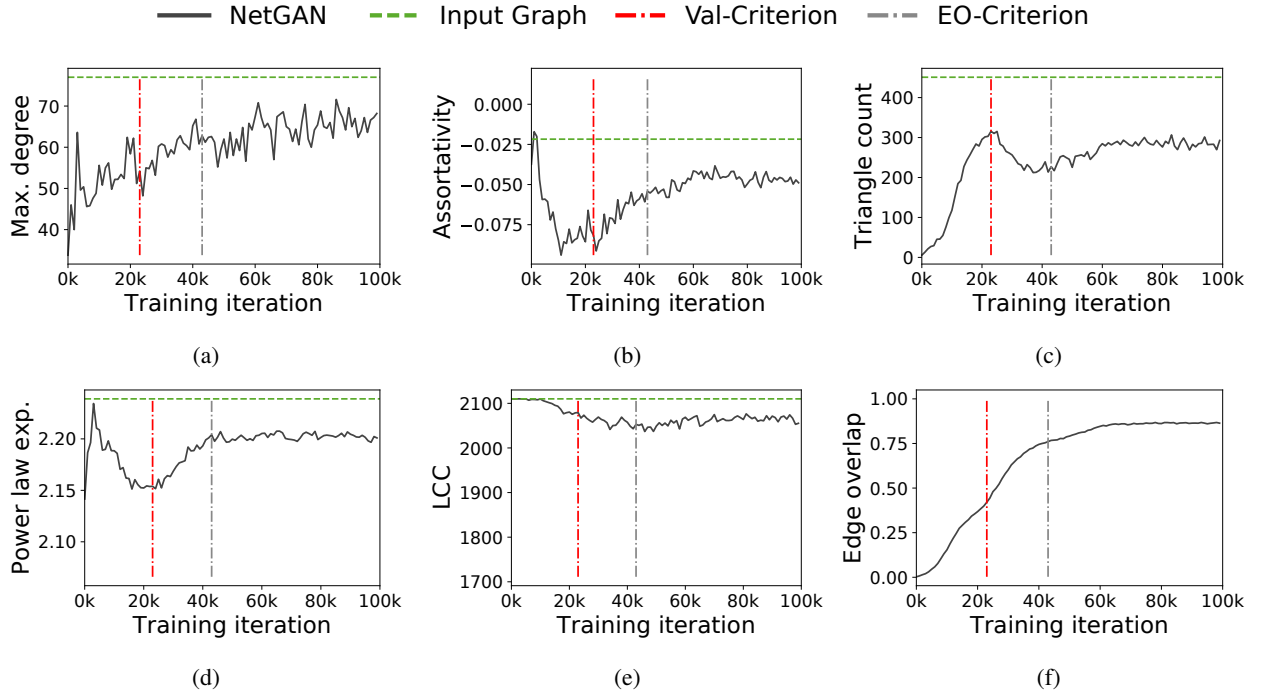 NetGAN Input Graph Val-Criterion EO-Criterion
Max. degree
70
60
50
40
0k 20k 40k 60k 80k 100k
Training iteration
(a)
Assortativity
0.000
−0.025
−0.050
−0.075
0k 20k 40k 60k 80k 100k
Training iteration
(b)
Triangle count
400
300
200
100
0
0k 20k 40k 60k 80k 100k
Training iteration
(c)
Power law exp.
2.20
2.15
2.10
0k 20k 40k 60k 80k 100k
Training iteration
(d)
LCC
2100
2000
1900
1800
1700
0k 20k 40k 60k 80k 100k
Training iteration
(e)
Edge overlap
1.00
0.75
0.50
0.25
0.00
0k 20k 40k 60k 80k 100k
Training iteration
(f)